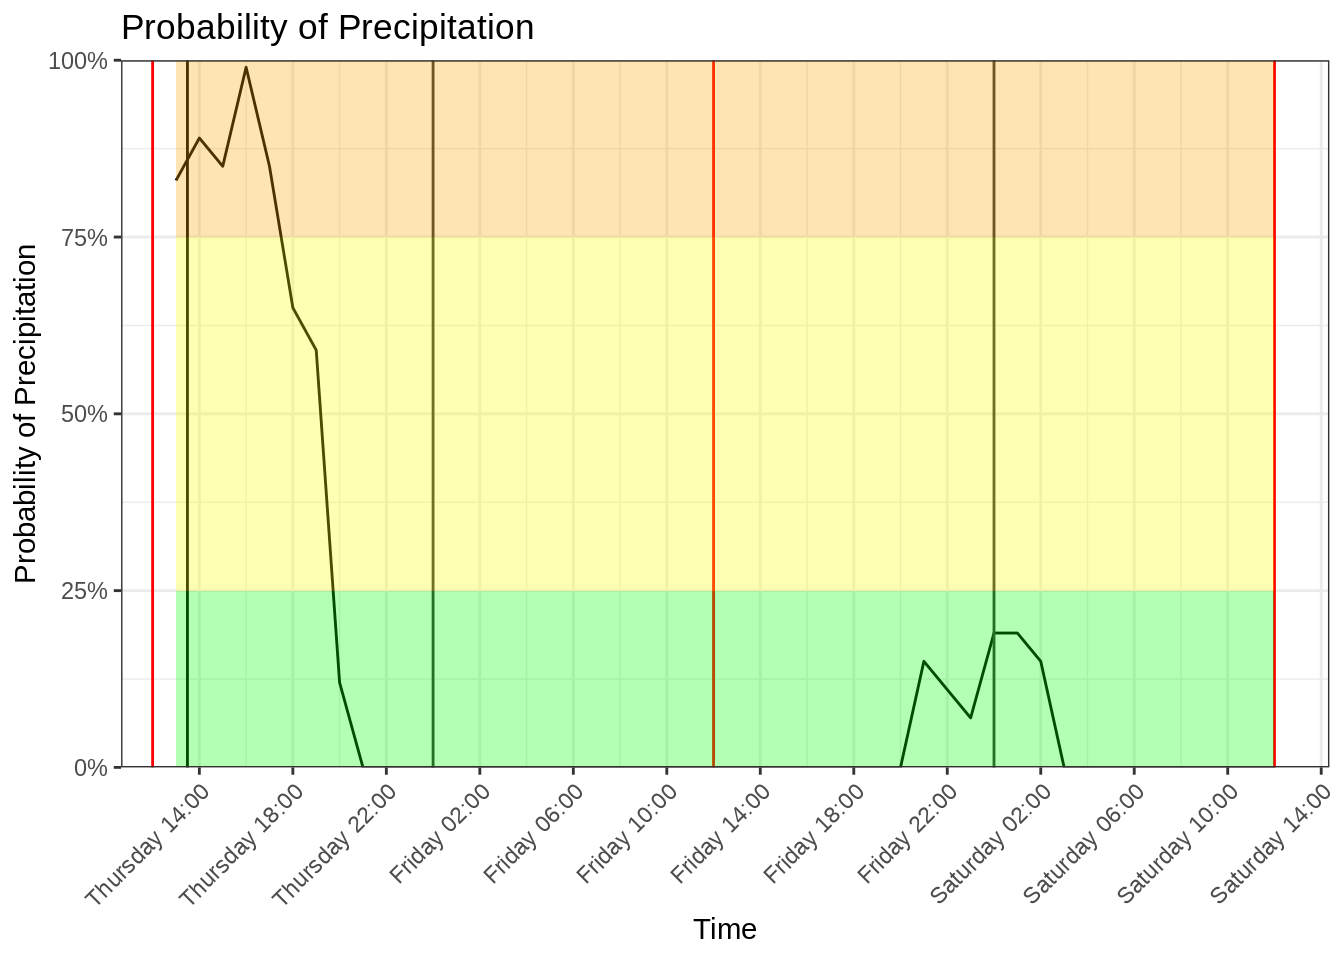 Probability of Precipitation
100%
75%
50%
25%
0%
Probability of Precipitation
Thursday 14:00
Thursday 18:00
Thursday 22:00
Friday 02:00
Friday 06:00
Friday 10:00
Friday 14:00
Friday 18:00
Friday 22:00
Saturday 02:00
Saturday 06:00
Saturday 10:00
Saturday 14:00
Time